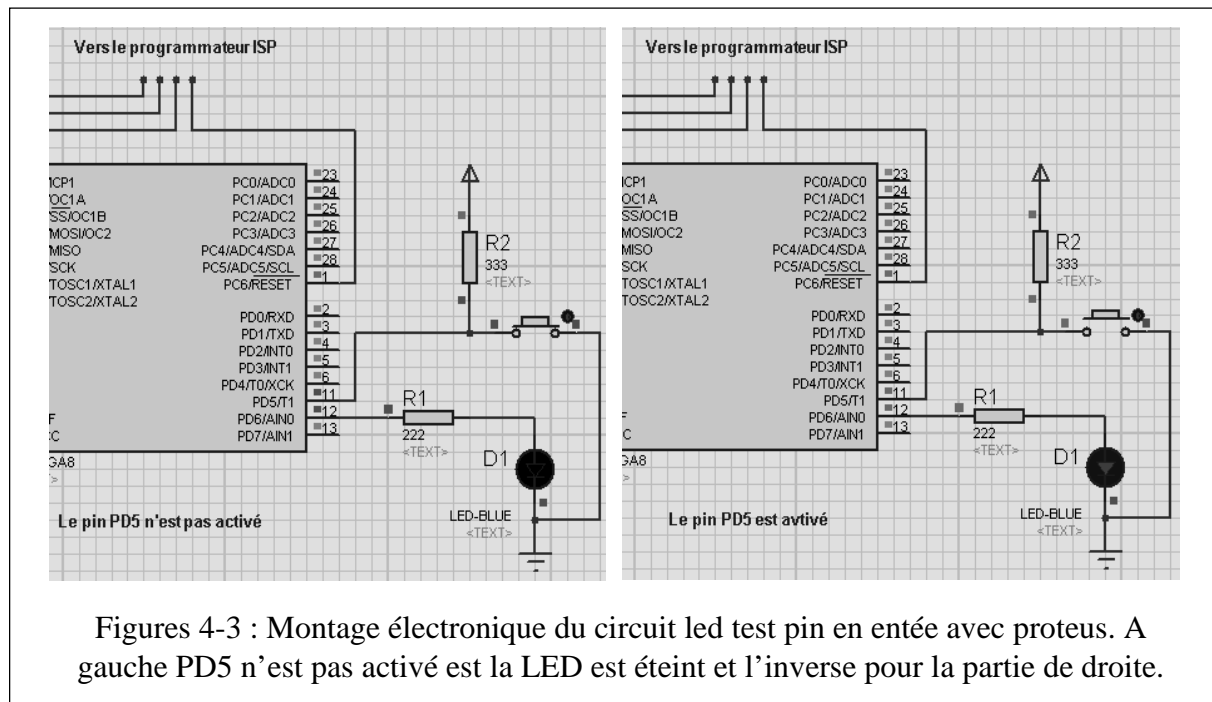 Vers le programmateur ISP
ICP1
OC1A
SS/OC1B
MOSI/OC2
MISO
SCK
TOSC1/XTAL1
TOSC2/XTAL2
PC0/ADC0
PC1/ADC1
PC2/ADC2
PC3/ADC3
PC4/ADC4/SDA
PC5/ADC5/SCL
PC6/RESET
PD0/RXD
PD1/TXD
PD2/INT0
PD3/INT1
PD4/T0/XCK
PD5/T1
PD6/AIN0
PD7/AIN1
23
24
25
26
27
28
1
2
3
4
5
6
11
12
13
GA8
R2
333
<TEXT>
R1
222
<TEXT>
D1
LED-BLUE
<TEXT>
Le pin PD5 n'est pas activé
Vers le programmateur ISP
ICP1
OC1A
SS/OC1B
MOSI/OC2
MISO
SCK
TOSC1/XTAL1
TOSC2/XTAL2
PC0/ADC0
PC1/ADC1
PC2/ADC2
PC3/ADC3
PC4/ADC4/SDA
PC5/ADC5/SCL
PC6/RESET
PD0/RXD
PD1/TXD
PD2/INT0
PD3/INT1
PD4/T0/XCK
PD5/T1
PD6/AIN0
PD7/AIN1
23
24
25
26
27
28
1
2
3
4
5
6
11
12
13
GA8
R2
333
<TEXT>
R1
222
<TEXT>
D1
LED-BLUE
<TEXT>
Le pin PD5 est avtivé
Figures 4-3 : Montage électronique du circuit led test pin en entée avec proteus. A
gauche PD5 n’est pas activé est la LED est éteint et l’inverse pour la partie de droite.